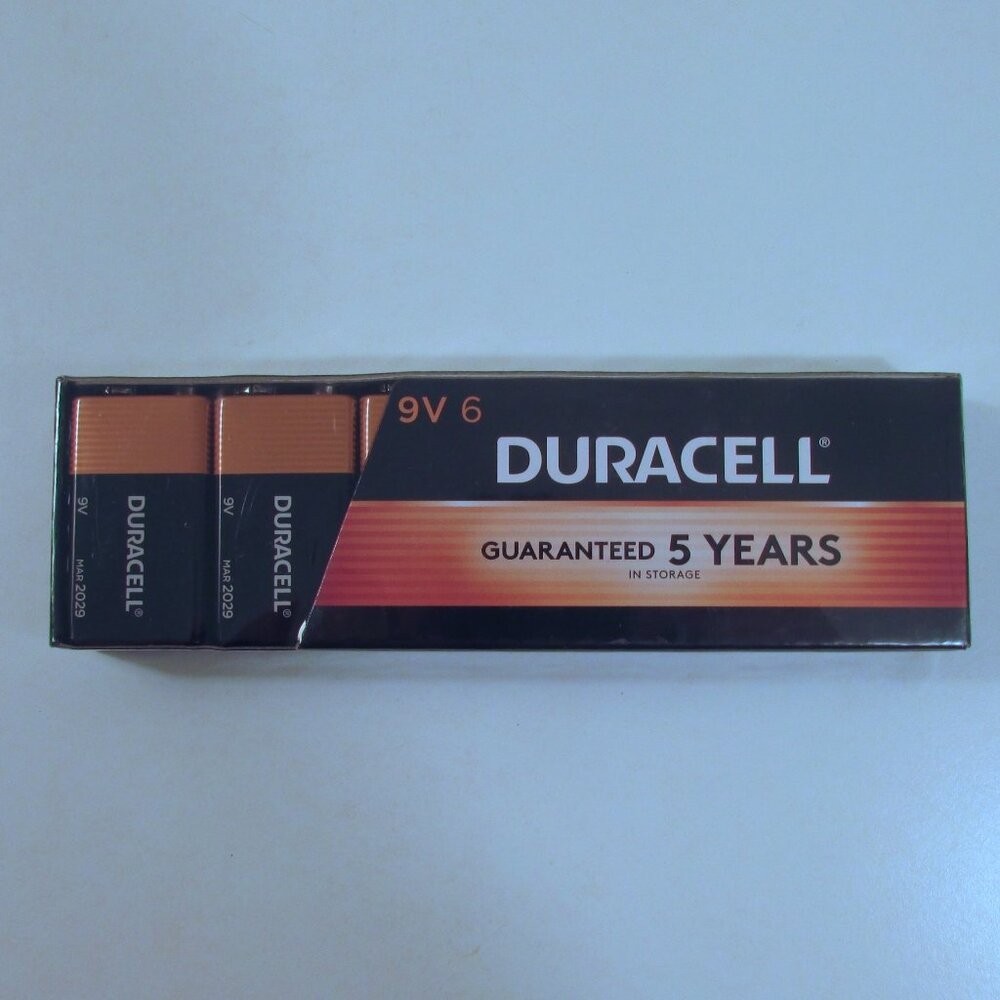 9V 6
DURACELL®
GUARANTEED 5 YEARS
IN STORAGE
DURACELL®
9V MAR 2029
DURACELL®
9V MAR 2029